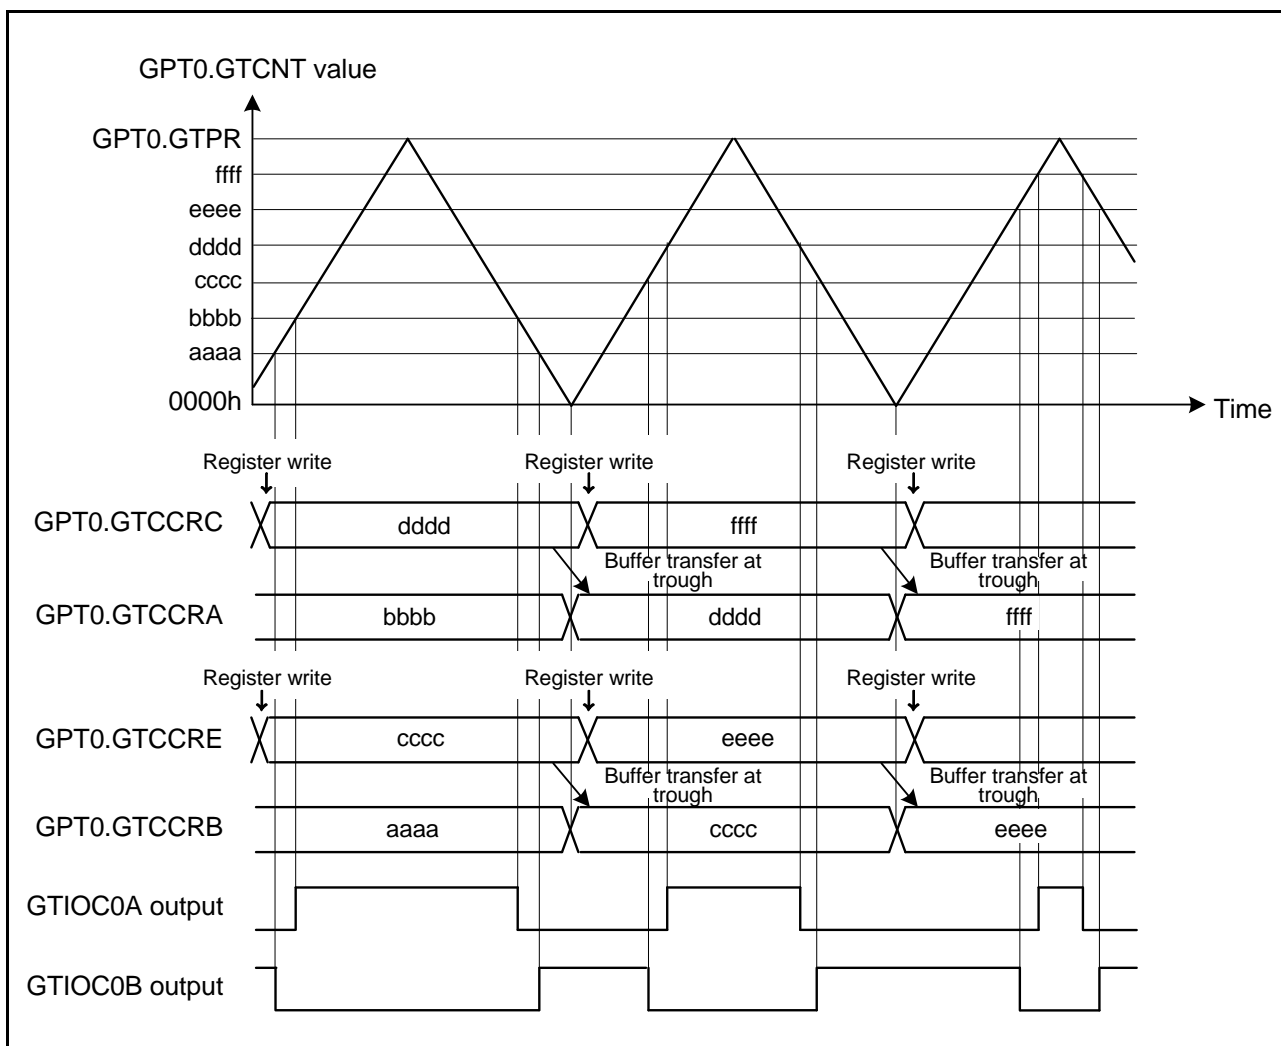 GPT0.GTCNT value
GPT0.GTPR
ffff
eeee
dddd
cccc
bbbb
aaaa
0000h
Time
Register write Register write Register write
GPT0.GTCCRC dddd ffff
Buffer transfer at trough Buffer transfer at trough
GPT0.GTCCRA bbbb dddd ffff
Register write Register write Register write
GPT0.GTCCRE cccc eeee
Buffer transfer at trough Buffer transfer at trough
GPT0.GTCCRB aaaa cccc eeee
GTIOC0A output
GTIOC0B output